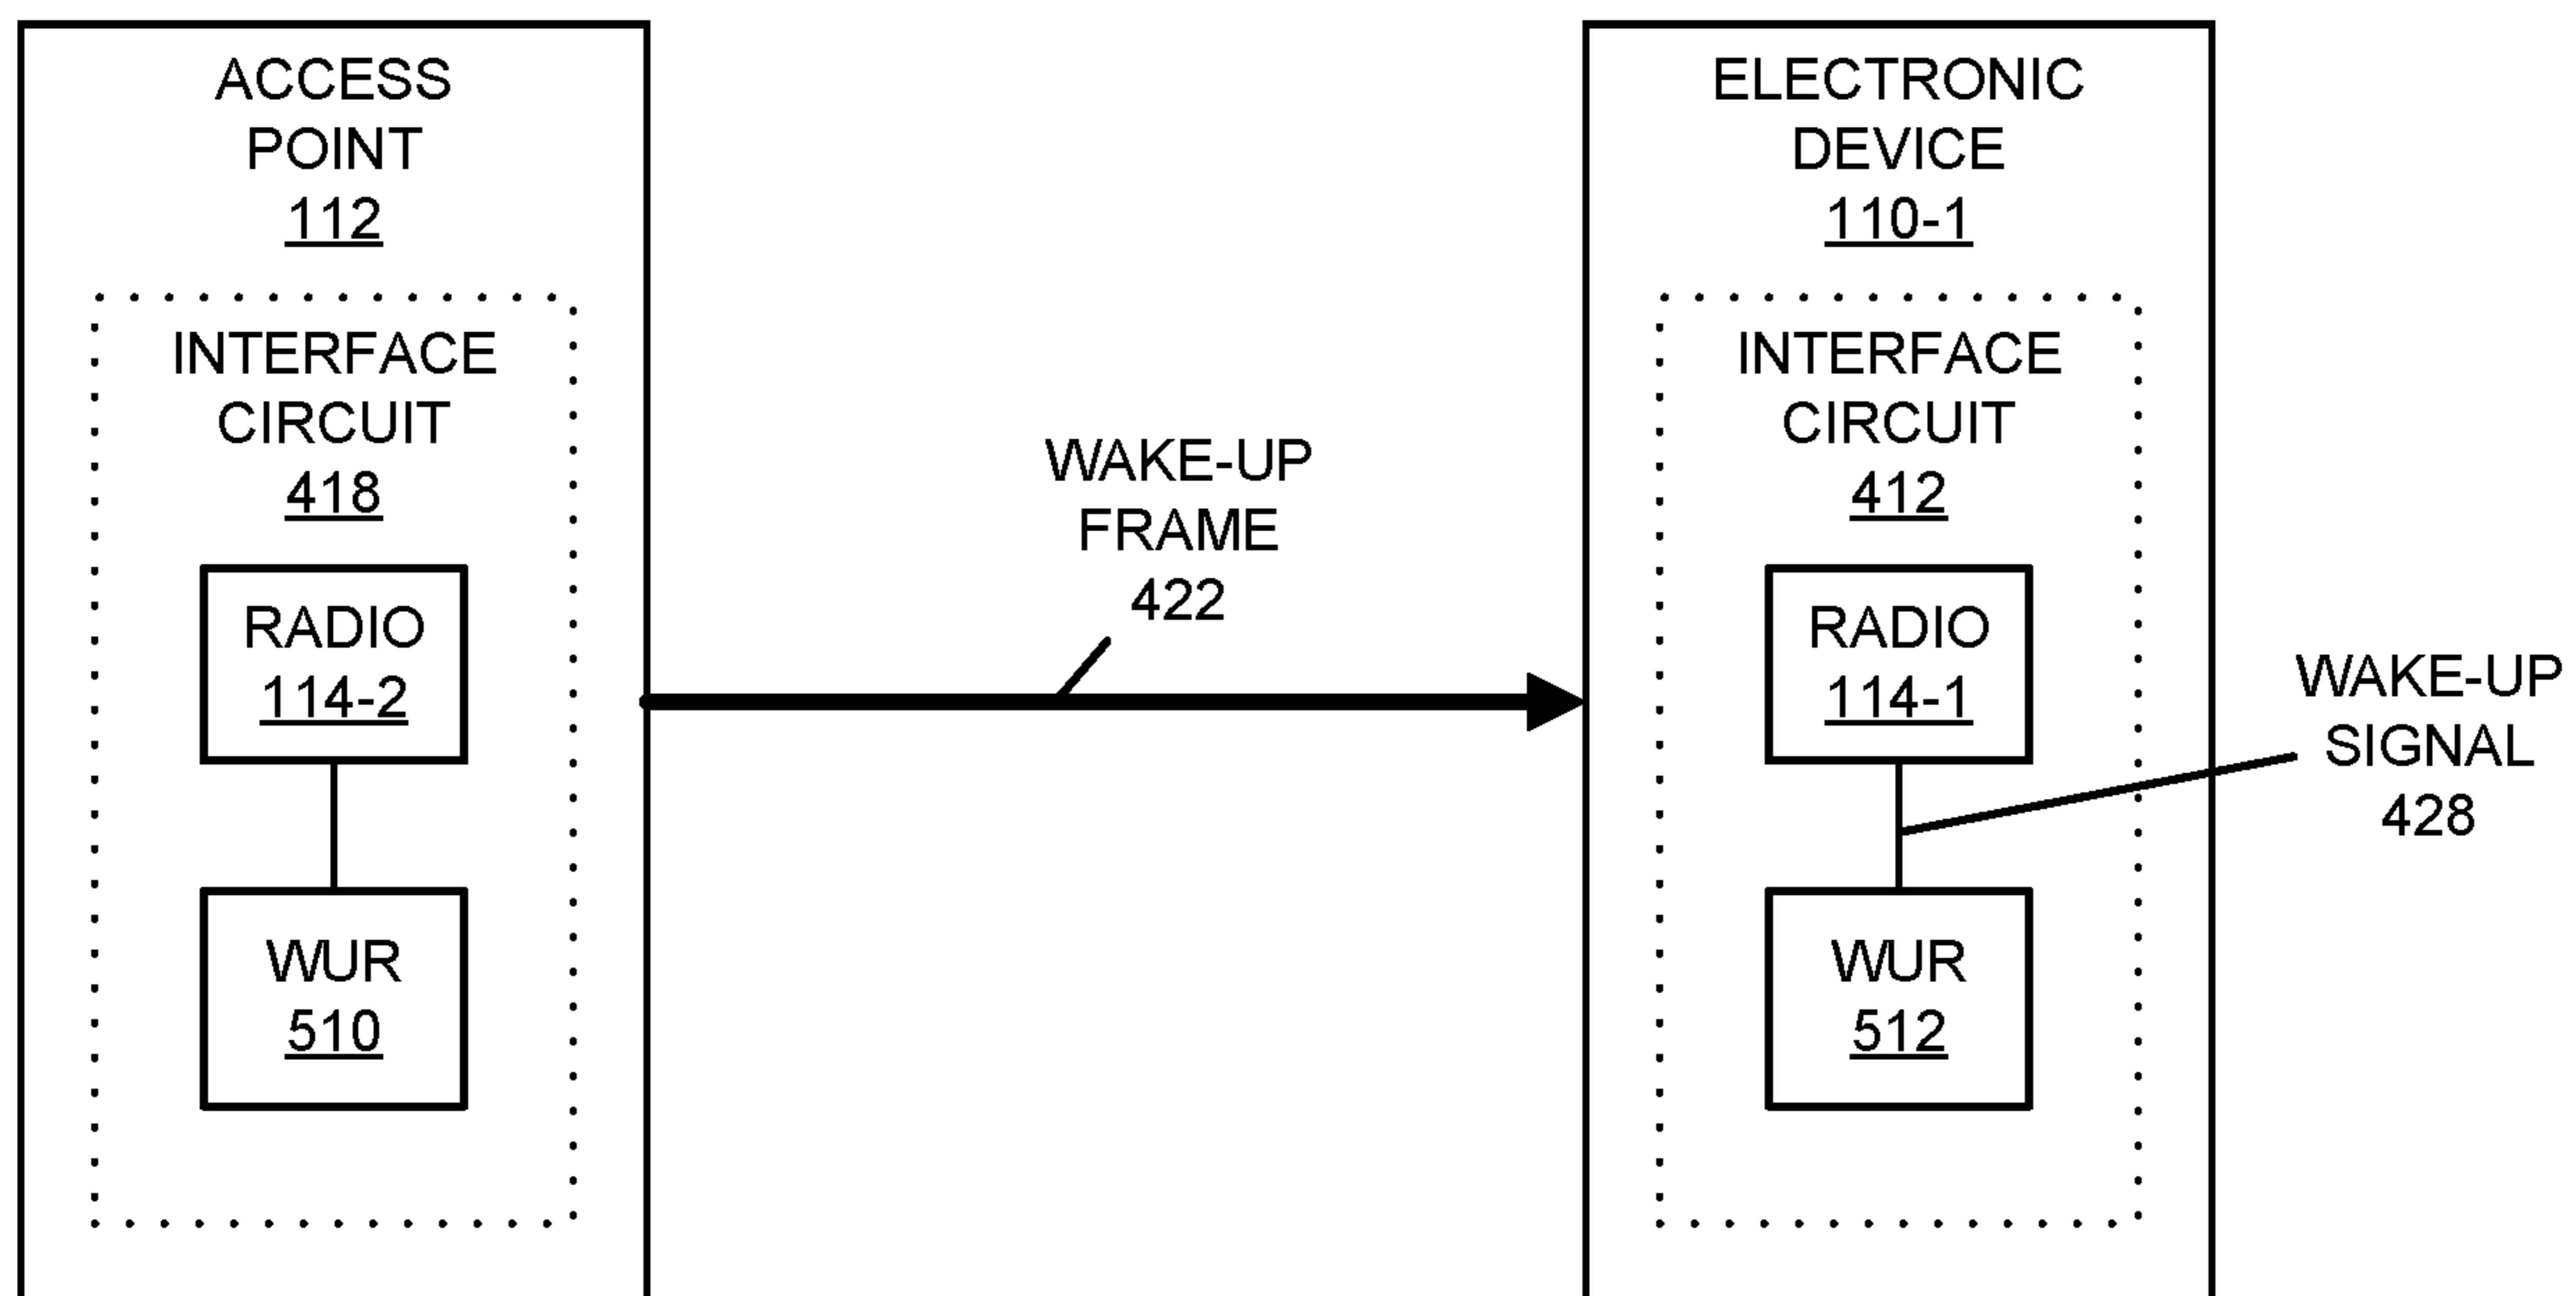 ACCESS
POINT
112
INTERFACE
CIRCUIT
418
RADIO
114-2
WUR
510
WAKE-UP
FRAME
422
ELECTRONIC
DEVICE
110-1
INTERFACE
CIRCUIT
412
RADIO
114-1
WUR
512
WAKE-UP
SIGNAL
428